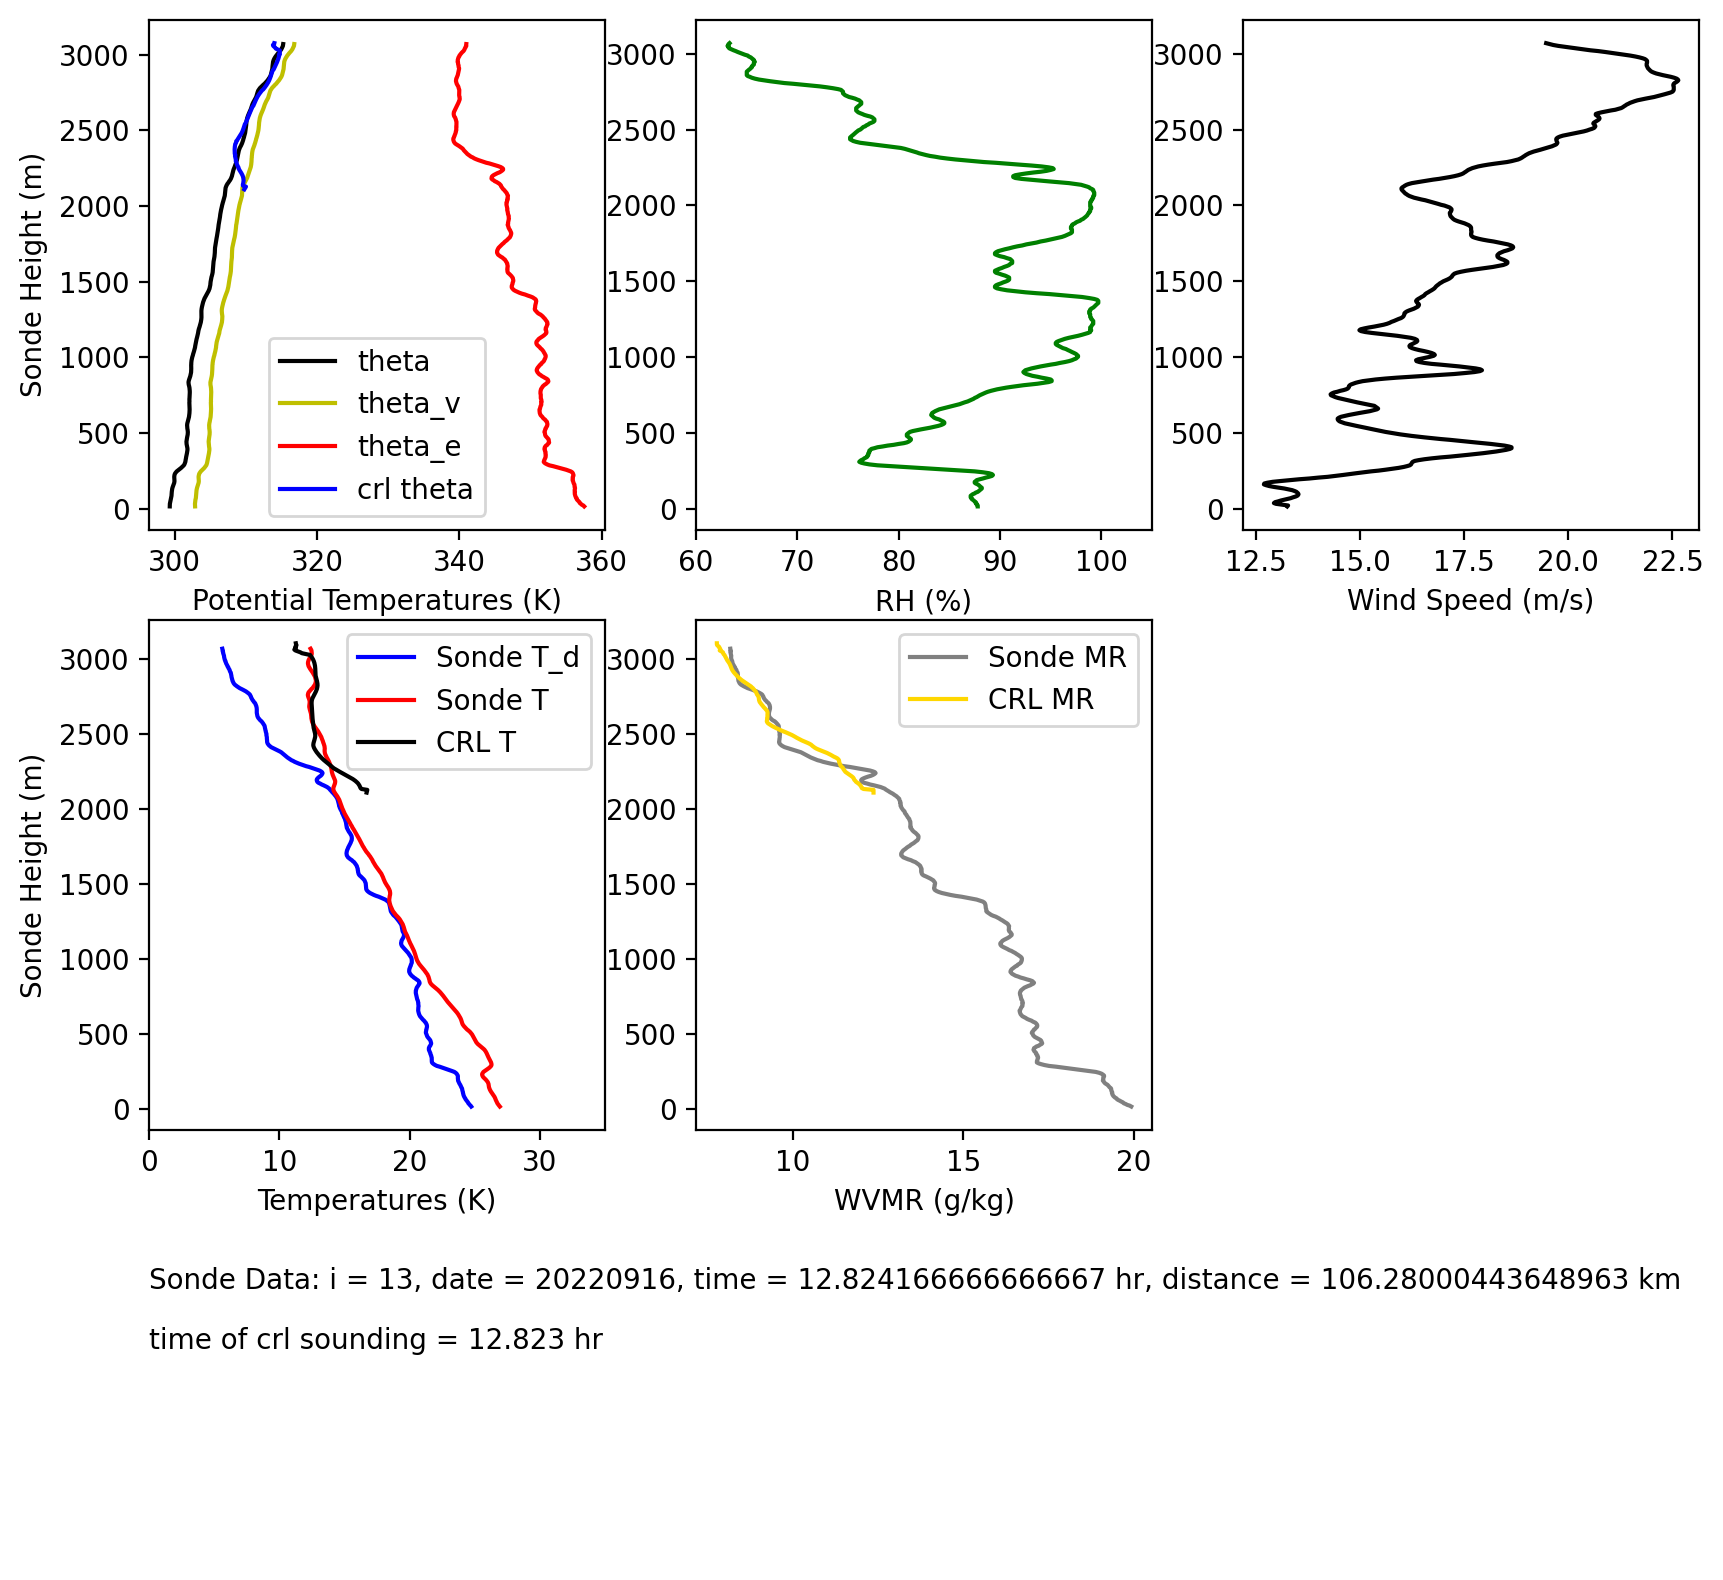 3000
2500
2000
1500
1000
500
0
Sonde Height (m)
theta
theta_v
theta_e
crl theta
300 320 340 360
Potential Temperatures (K)
3000
2500
2000
1500
1000
500
0
60 70 80 90 100
RH (%)
3000
2500
2000
1500
1000
500
0
12.5 15.0 17.5 20.0 22.5
Wind Speed (m/s)
3000
2500
2000
1500
1000
500
0
Sonde Height (m)
Sonde T_d
Sonde T
CRL T
0 10 20 30
Temperatures (K)
3000
2500
2000
1500
1000
500
0
Sonde MR
CRL MR
10 15 20
WVMR (g/kg)
Sonde Data: i = 13, date = 20220916, time = 12.824166666666667 hr, distance = 106.28000443648963 km
time of crl sounding = 12.823 hr